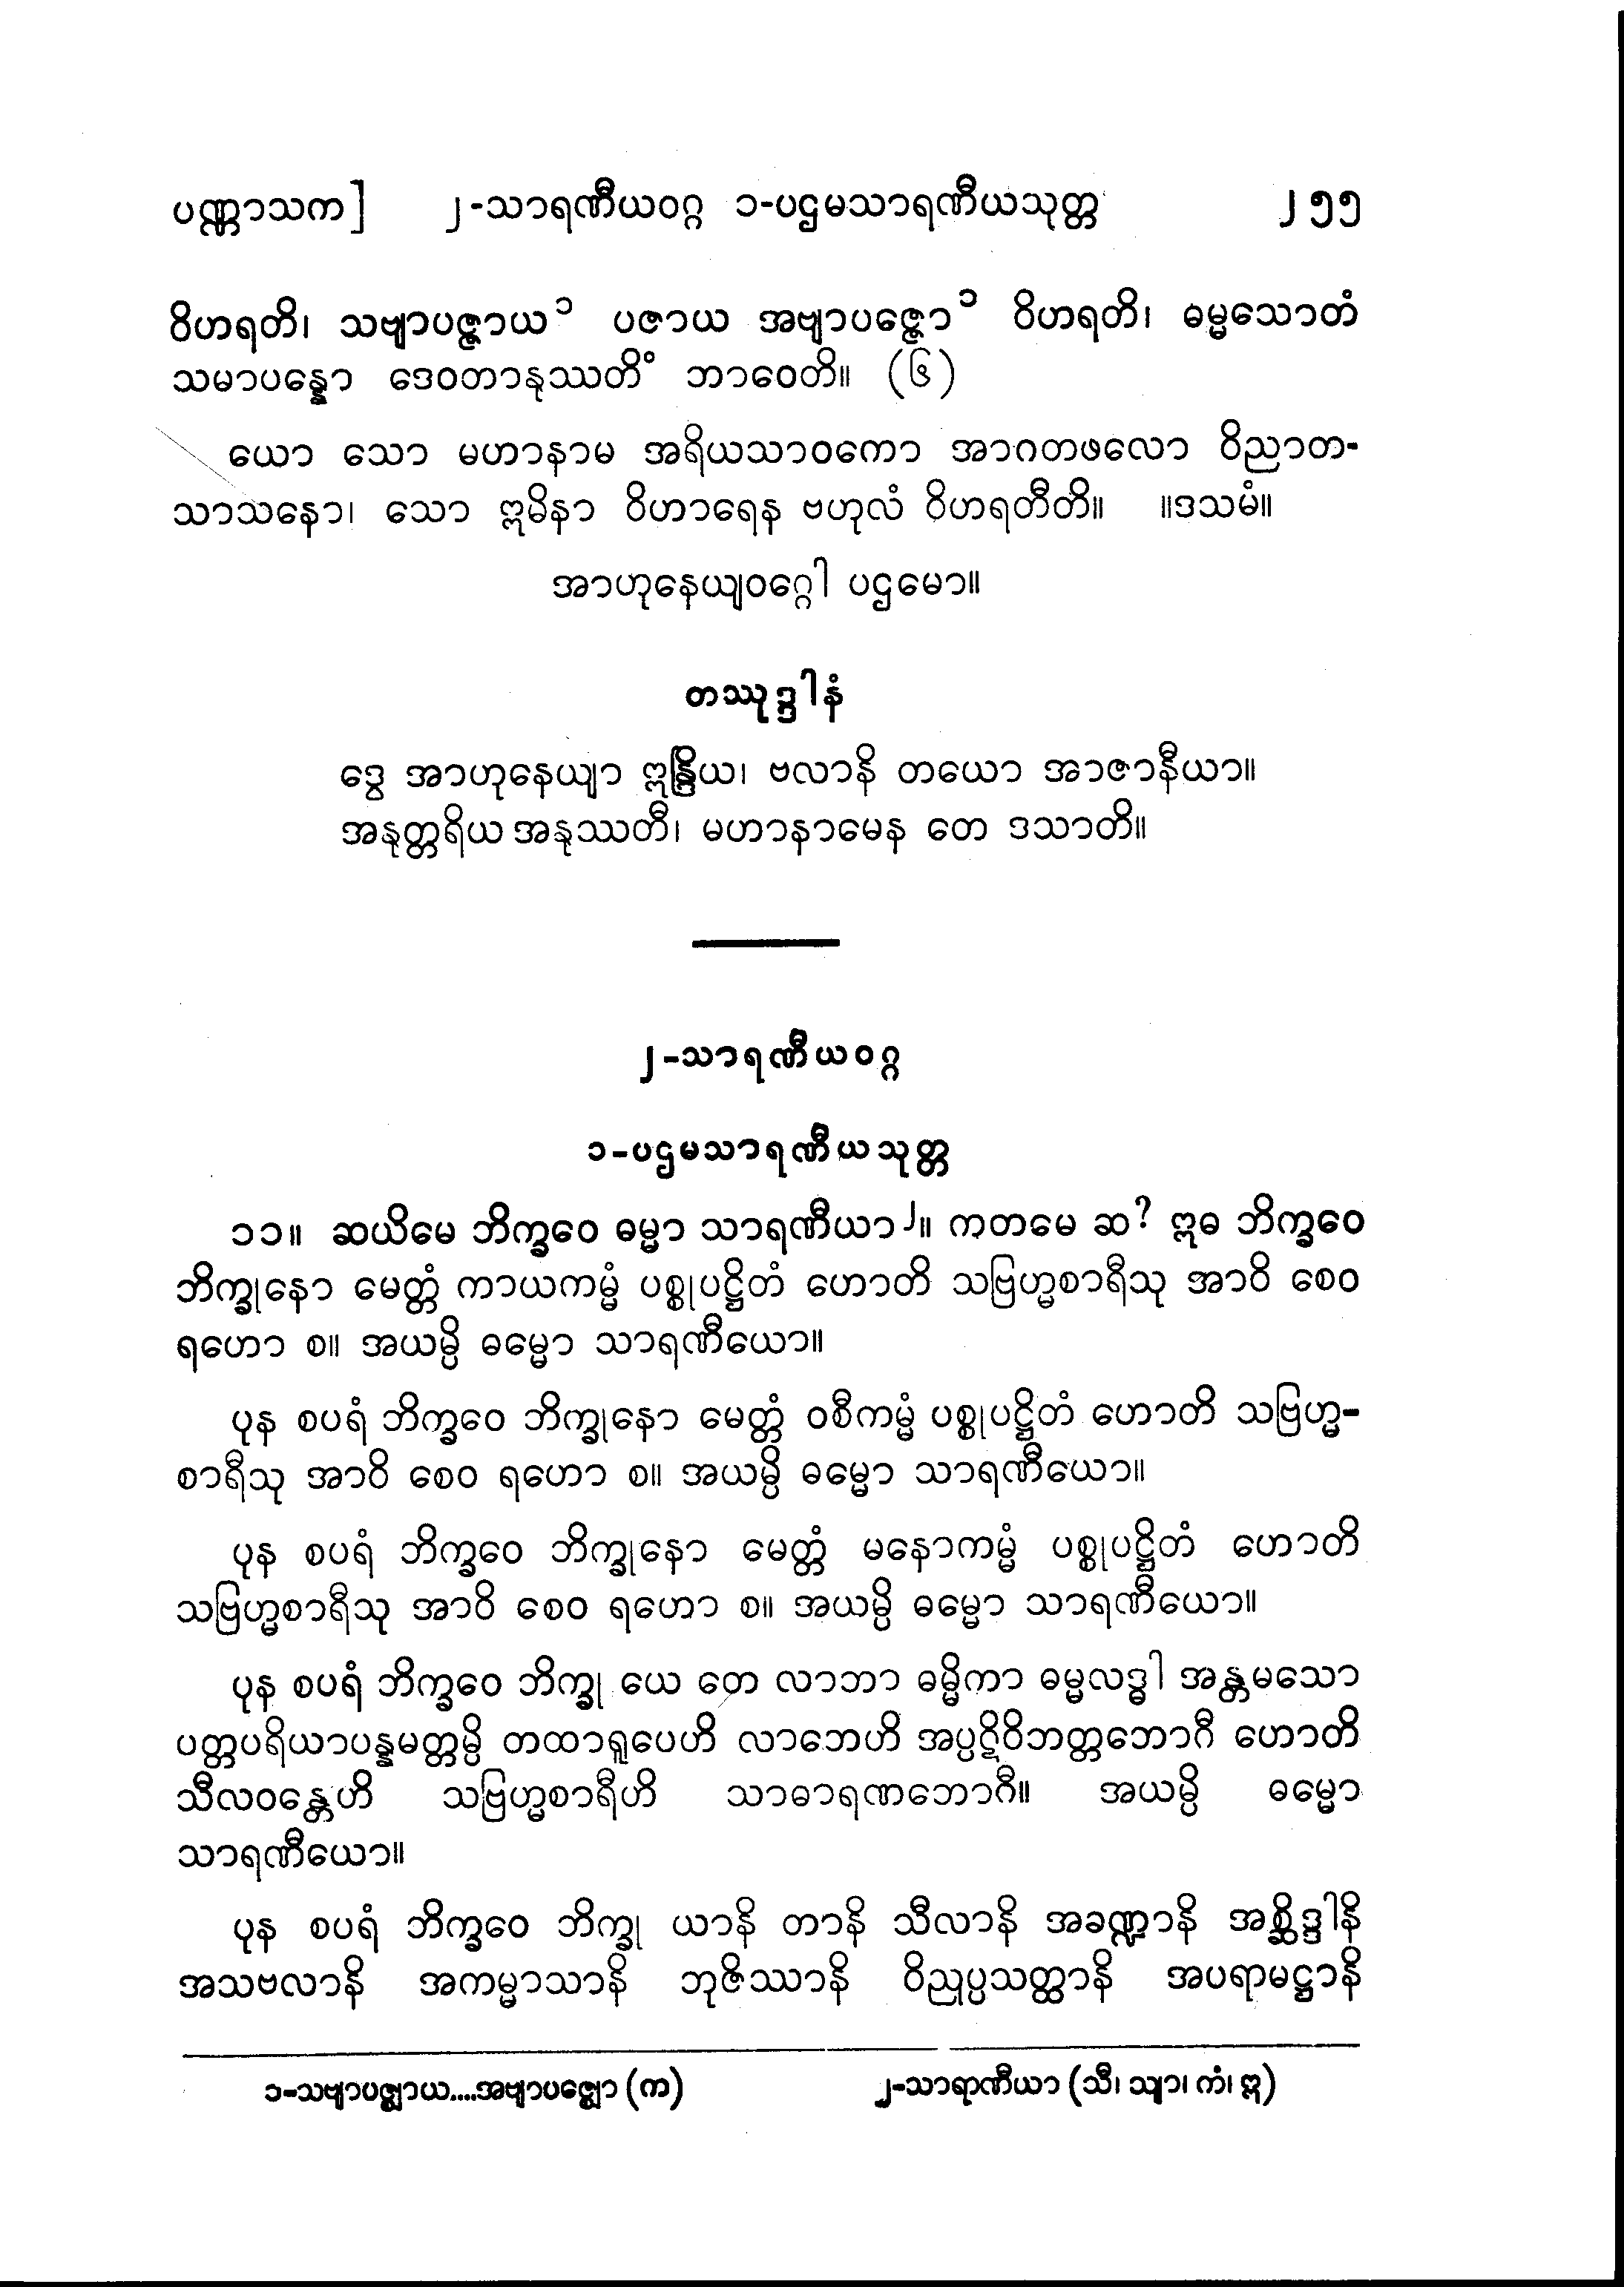 ပဏ္ဏာသက] ၂-သာရဏီယဝဂ္ဂ ၁-ပဌမသာရဏီယသုတ္တ ၂၅၅
ဝိဟရတိ၊ သဗျာပဇ္ဇာယ ၁ ပဇာယ အဗျာပဇ္ဇော ၁ ဝိဟရတိ၊ ဓမ္မသောတံ
သမာပန္နော ဒေဝတာနုဿတိံ ဘာဝေတိ။ (၆)
ယော သော မဟာနာမ အရိယသာဝကော အာဂတဖလော ဝိညာတ-
သာသနော၊ သော ဣမိနာ ဝိဟာရေန ဗဟုလံ ဝိဟရတီတိ။ ။ဒသမံ။
အာဟုနေယျဝဂ္ဂေါ ပဌမော။
တဿုဒ္ဒါနံ
ဒွေ အာဟုနေယျာ ဣန္ဒြိယ၊ ဗလာနိ တယော အာဇာနီယာ။
အနုတ္တရိယ အနုဿတီ၊ မဟာနာမေန တေ ဒသာတိ။
၂-သာရဏီယဝဂ္ဂ
၁-ပဌမသာရဏီယသုတ္တ
၁၁။ ဆယိမေ ဘိက္ခဝေ ဓမ္မာ သာရဏီယာ ၂။ ကတမေ ဆ? ဣဓ ဘိက္ခဝေ
ဘိက္ခုနော မေတ္တံ ကာယကမ္မံ ပစ္စုပဋ္ဌိတံ ဟောတိ သဗြဟ္မစာရီသု အာဝိ စေဝ
ရဟော စ။ အယမ္ပိ ဓမ္မော သာရဏီယော။
ပုန စပရံ ဘိက္ခဝေ ဘိက္ခုနော မေတ္တံ ဝစီကမ္မံ ပစ္စုပဋ္ဌိတံ ဟောတိ သဗြဟ္မ-
စာရီသု အာဝိ စေဝ ရဟော စ။ အယမ္ပိ ဓမ္မော သာရဏီယော။
ပုန စပရံ ဘိက္ခဝေ ဘိက္ခုနော မေတ္တံ မနောကမ္မံ ပစ္စုပဋ္ဌိတံ ဟောတိ
သဗြဟ္မစာရီသု အာဝိ စေဝ ရဟော စ။ အယမ္ပိ ဓမ္မော သာရဏီယော။
ပုန စပရံ ဘိက္ခဝေ ဘိက္ခု ယေ တေ လာဘာ ဓမ္မိကာ ဓမ္မလဒ္ဓါ အန္တမသော
ပတ္တပရိယာပန္နမတ္တမ္ပိ တထာရူပေဟိ လာဘေဟိ အပ္ပဋိဝိဘတ္တဘောဂီ ဟောတိ
သီလဝန္တေဟိ သဗြဟ္မစာရီဟိ သာဓာရဏဘောဂီ။ အယမ္ပိ ဓမ္မော
သာရဏီယော။
ပုန စပရံ ဘိက္ခဝေ ဘိက္ခု ယာနိ တာနိ သီလာနိ အခဏ္ဍာနိ အစ္ဆိဒ္ဒါနိ
အသဗလာနိ အကမ္မာသာနိ ဘုဇိဿာနိ ဝိညုပ္ပသတ္ထာနိ အပရာမဋ္ဌာနိ
၁-သဗျာပဇ္ဈာယ....အဗျာပဇ္ဈော (က) ၂-သာရာဏီယာ (သီ၊ သျာ၊ ကံ၊ ဣ)